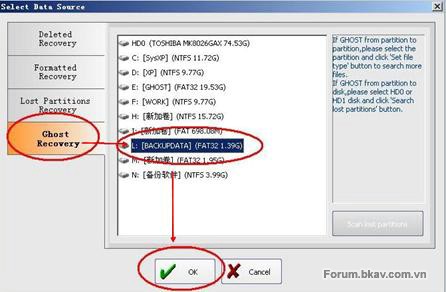 Select Data Source
Deleted
Recovery
Formatted
Recovery
Lost Partitions
Recovery
Ghost
Recovery
HD0 (TOSHIBA MK8026GAX 74.53G)
C: [SysXP] (NTFS 11.72G)
D: [XP] (NTFS 9.77G)
E: [GHOST] (FAT32 19.53G)
F: [WORK] (NTFS 9.77G)
H: [新加卷] (NTFS 15.72G)
I: [新加卷] (FAT 698.08M)
L: [BACKUPDATA] (FAT32 1.39G)
M: [新加卷] (FAT32 1.95G)
N: [备份软件] (NTFS 3.99G)
If GHOST from partition to
partition,please select the
partition and click 'Set file
type' button to search more
files.
If GHOST from partition to
disk,please select HD0 or
HD1 disk and click 'Search
lost partitions' button.
Scan lost partitions
OK
Cancel
Forum.bkav.com.vn